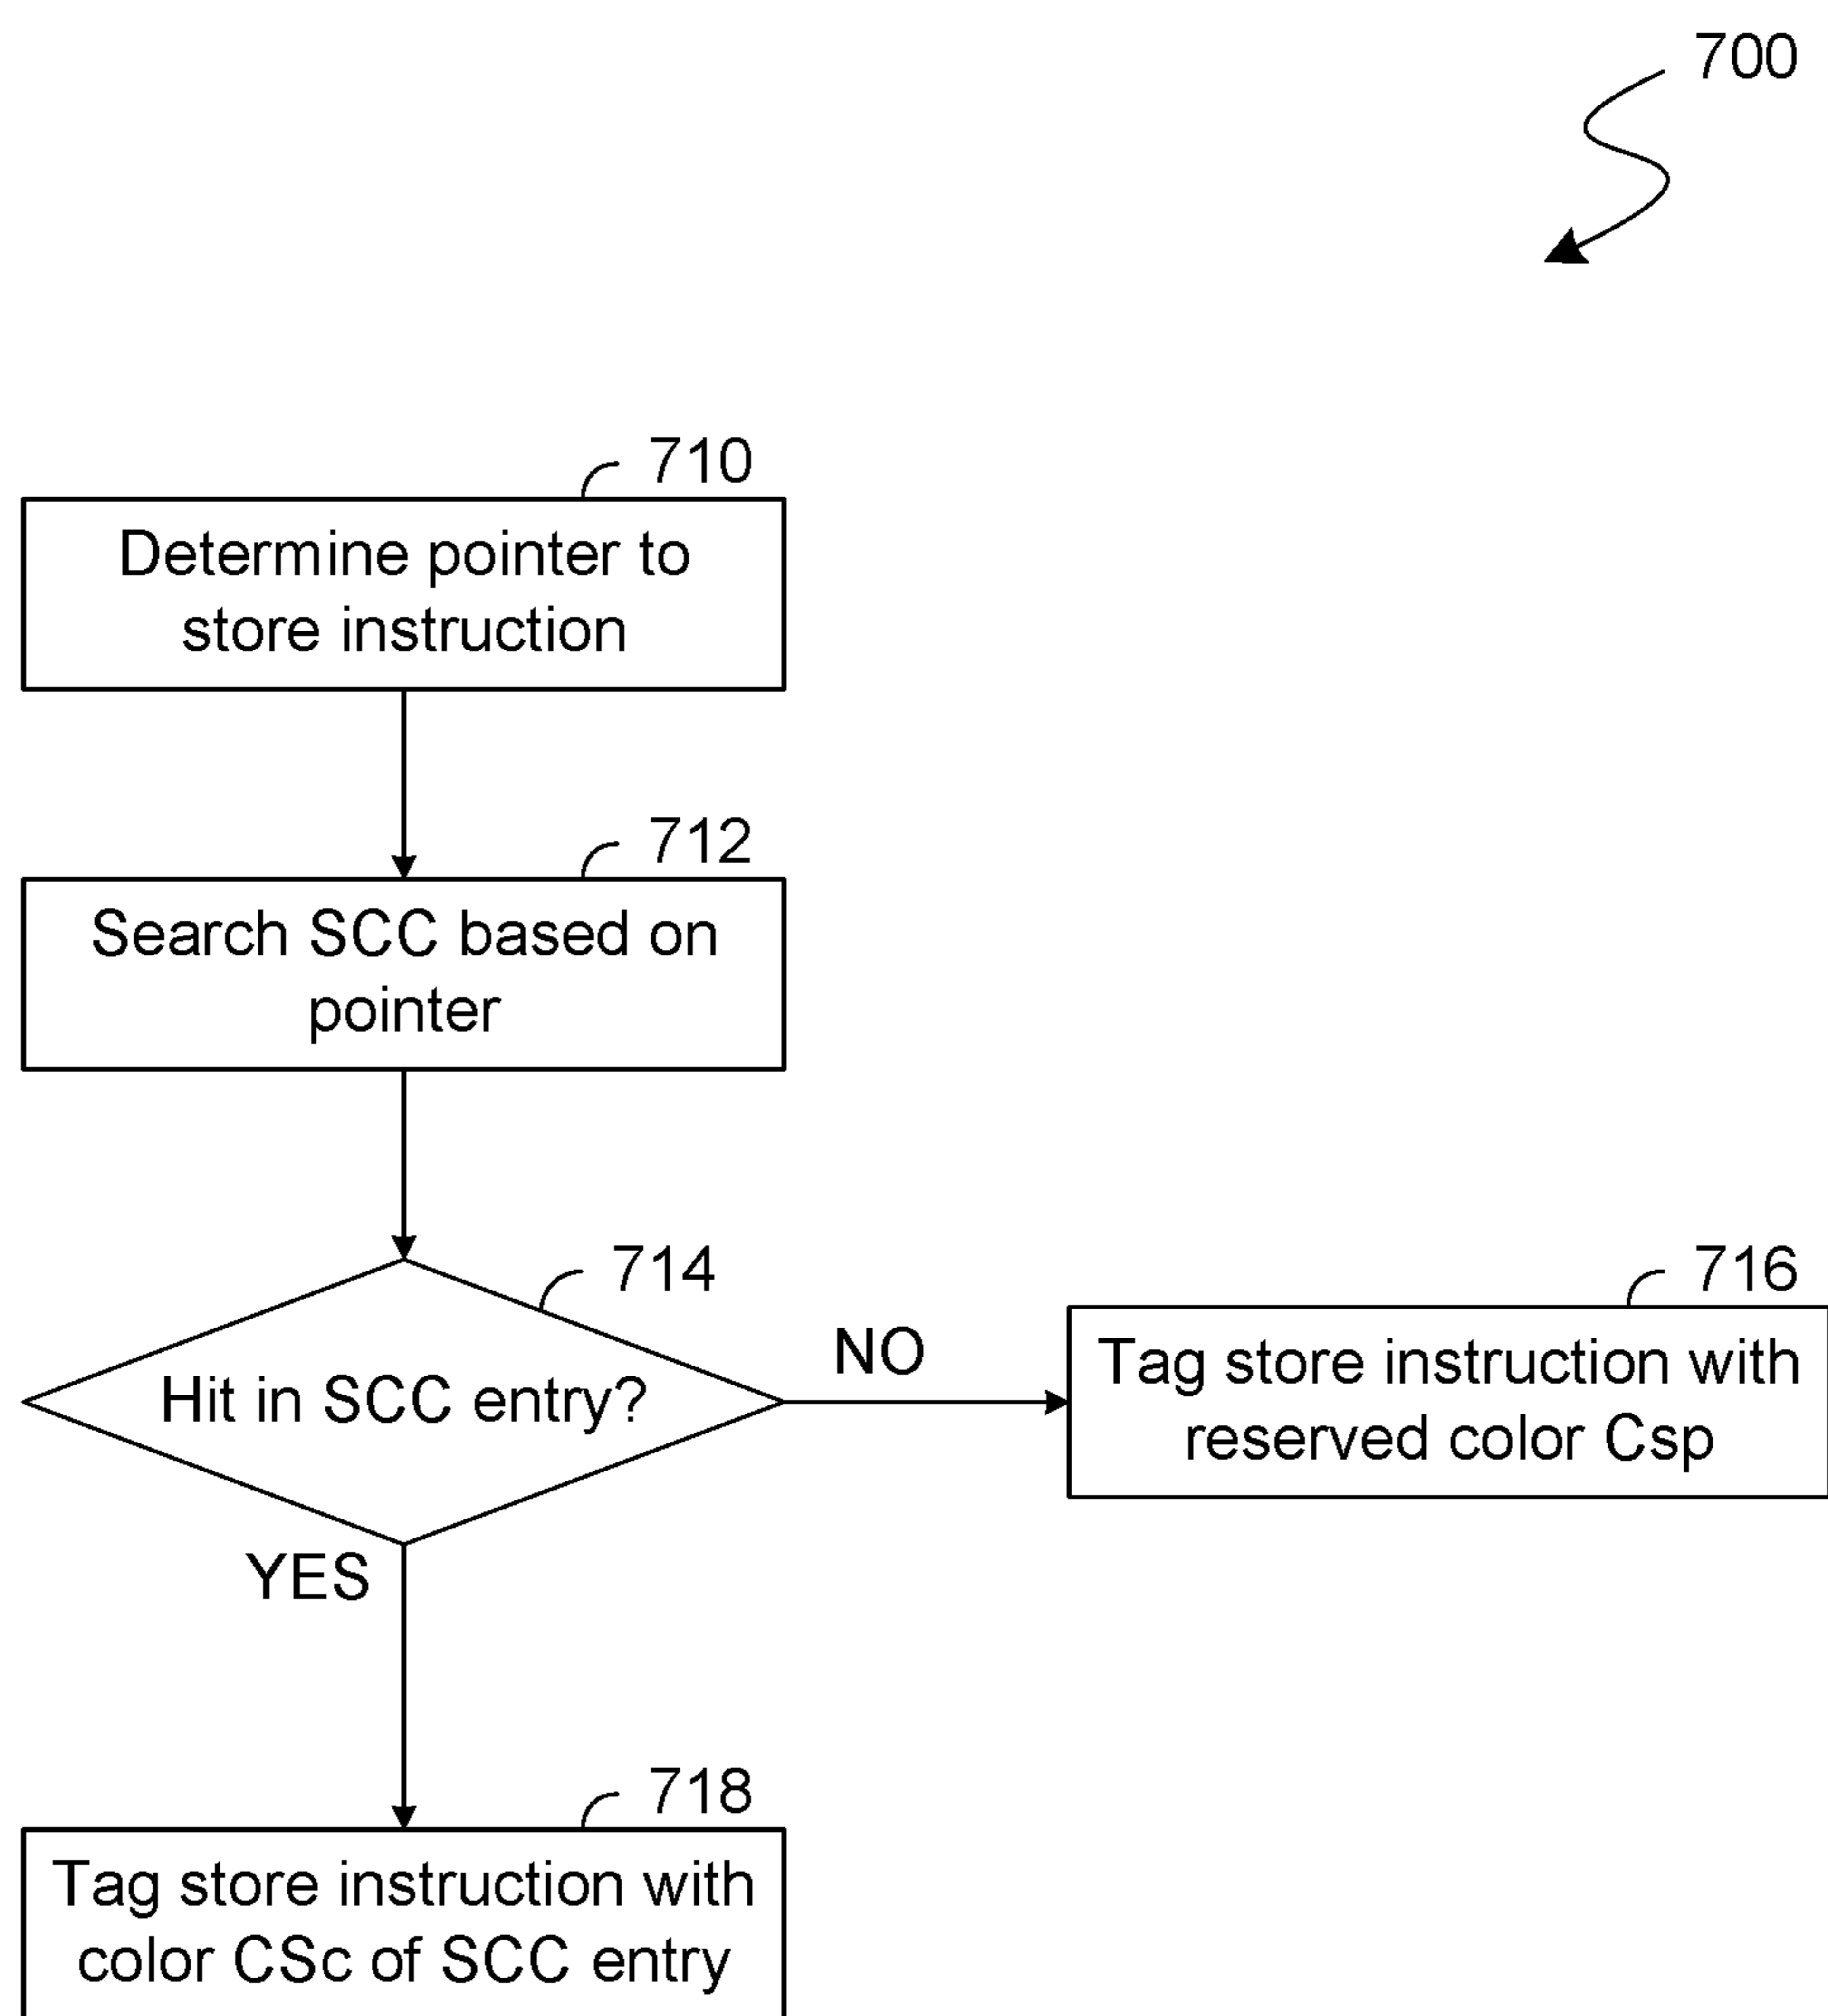 700
710
Determine pointer to
store instruction
712
Search SCC based on
pointer
714
Hit in SCC entry?
NO
716
Tag store instruction with
reserved color Csp
YES
718
Tag store instruction with
color CSc of SCC entry